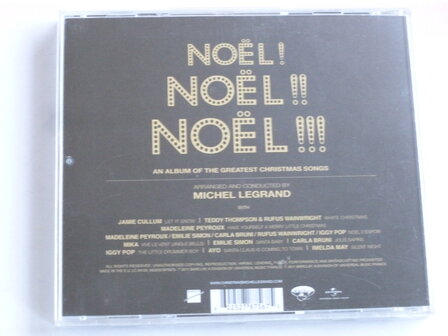 NOËL!
NOËL!!
NOËL!!!
AN ALBUM OF THE GREATEST CHRISTMAS SONGS
ARRANGED AND CONDUCTED BY
MICHEL LEGRAND
WITH
JAMIE CULLUM LET IT SNOW / TEDDY THOMPSON & RUFUS WAINWRIGHT WHITE CHRISTMAS
MADELEINE PEYROUX HAVE YOURSELF A MERRY LITTLE CHRISTMAS
MADELEINE PEYROUX / EMILIE SIMON / CARLA BRUNI / RUFUS WAINWRIGHT / IGGY POP NOËL D'ESPOIR
MIKA VIVE LE VENT (JINGLE BELLS) / EMILIE SIMON SANTA BABY / CARLA BRUNI JOLIS SAPINS
IGGY POP THE LITTLE DRUMMER BOY / AYO SANTA CLAUS IS COMING TO TOWN / IMELDA MAY SILENT NIGHT